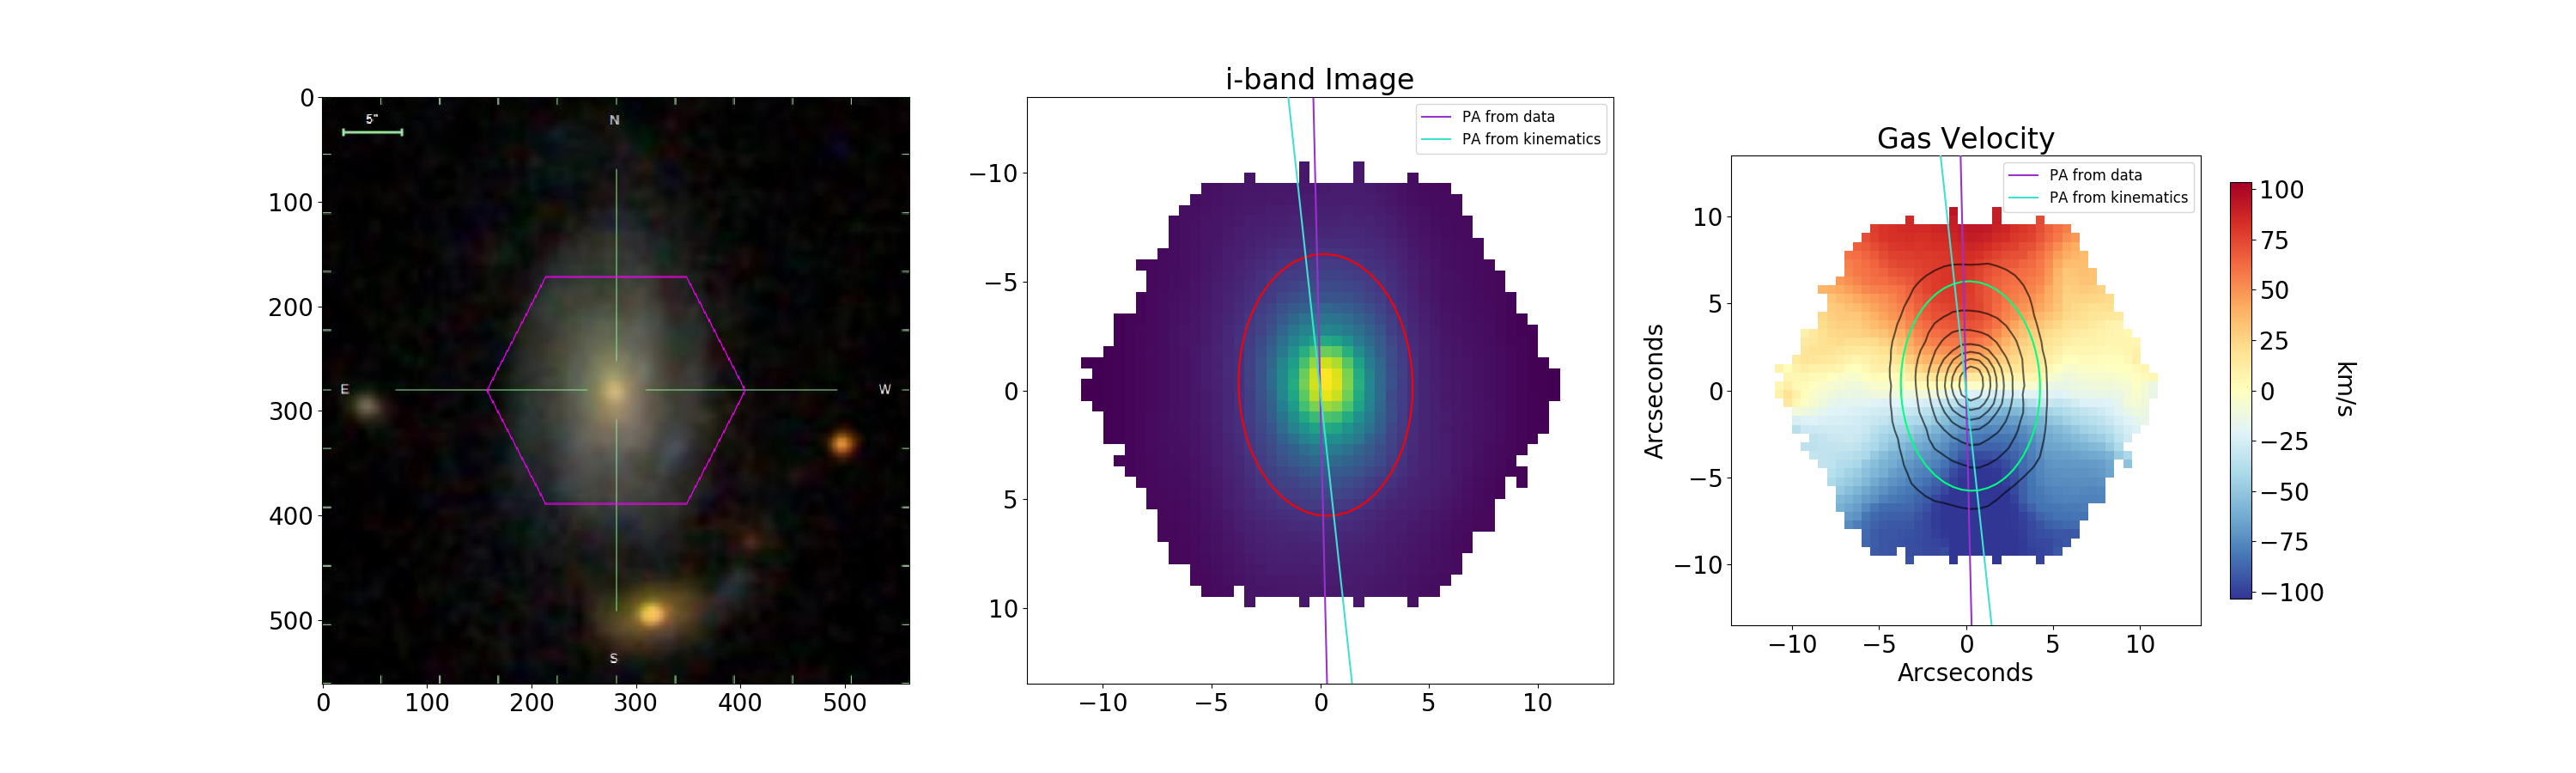 0
100
200
300
400
500
0 100 200 300 400 500
5"
N
E
W
S
i-band Image
PA from data
PA from kinematics
−10
−5
0
5
10
−10 −5 0 5 10
Gas Velocity
PA from data
PA from kinematics
10
5
0
−5
−10
Arcseconds
−10 −5 0 5 10
Arcseconds
100
75
50
25
0
−25
−50
−75
−100
km/s